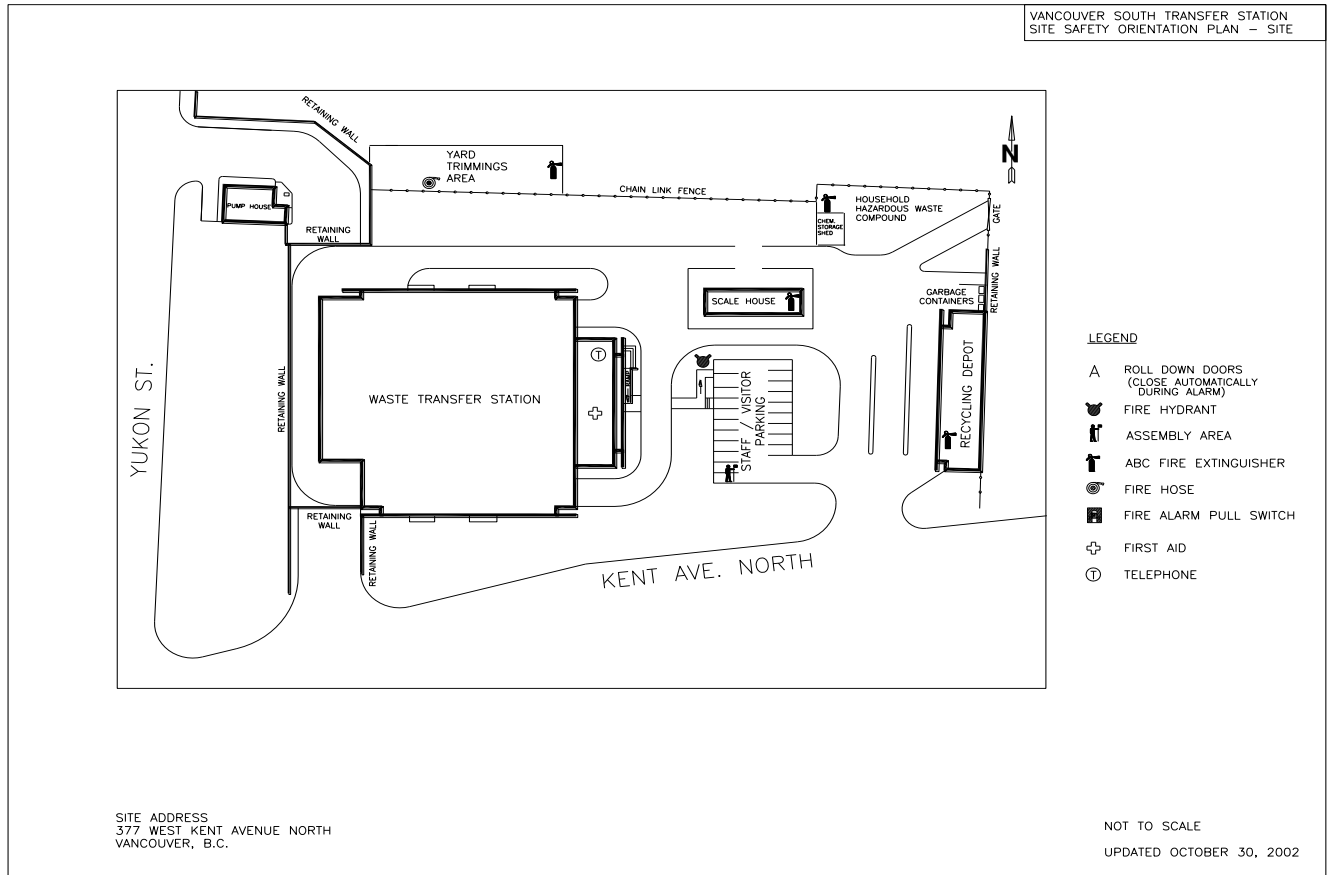 VANCOUVER SOUTH TRANSFER STATION
SITE SAFETY ORIENTATION PLAN – SITE
RETAINING WALL
YARD
TRIMMINGS
AREA
N
CHAIN LINK FENCE
PUMP HOUSE
RETAINING
WALL
HOUSEHOLD
HAZARDOUS WASTE
COMPOUND
CHEM.
STORAGE
SHED
GATE
RETAINING WALL
GARBAGE
CONTAINERS
SCALE HOUSE
YUKON ST.
RETAINING WALL
WASTE TRANSFER STATION
T
STAFF / VISITOR
PARKING
RECYCLING DEPOT
RETAINING
WALL
RETAINING WALL
KENT AVE. NORTH
LEGEND
A ROLL DOWN DOORS
(CLOSE AUTOMATICALLY
DURING ALARM)
FIRE HYDRANT
ASSEMBLY AREA
ABC FIRE EXTINGUISHER
FIRE HOSE
FIRE ALARM PULL SWITCH
FIRST AID
T TELEPHONE
SITE ADDRESS
377 WEST KENT AVENUE NORTH
VANCOUVER, B.C.
NOT TO SCALE
UPDATED OCTOBER 30, 2002